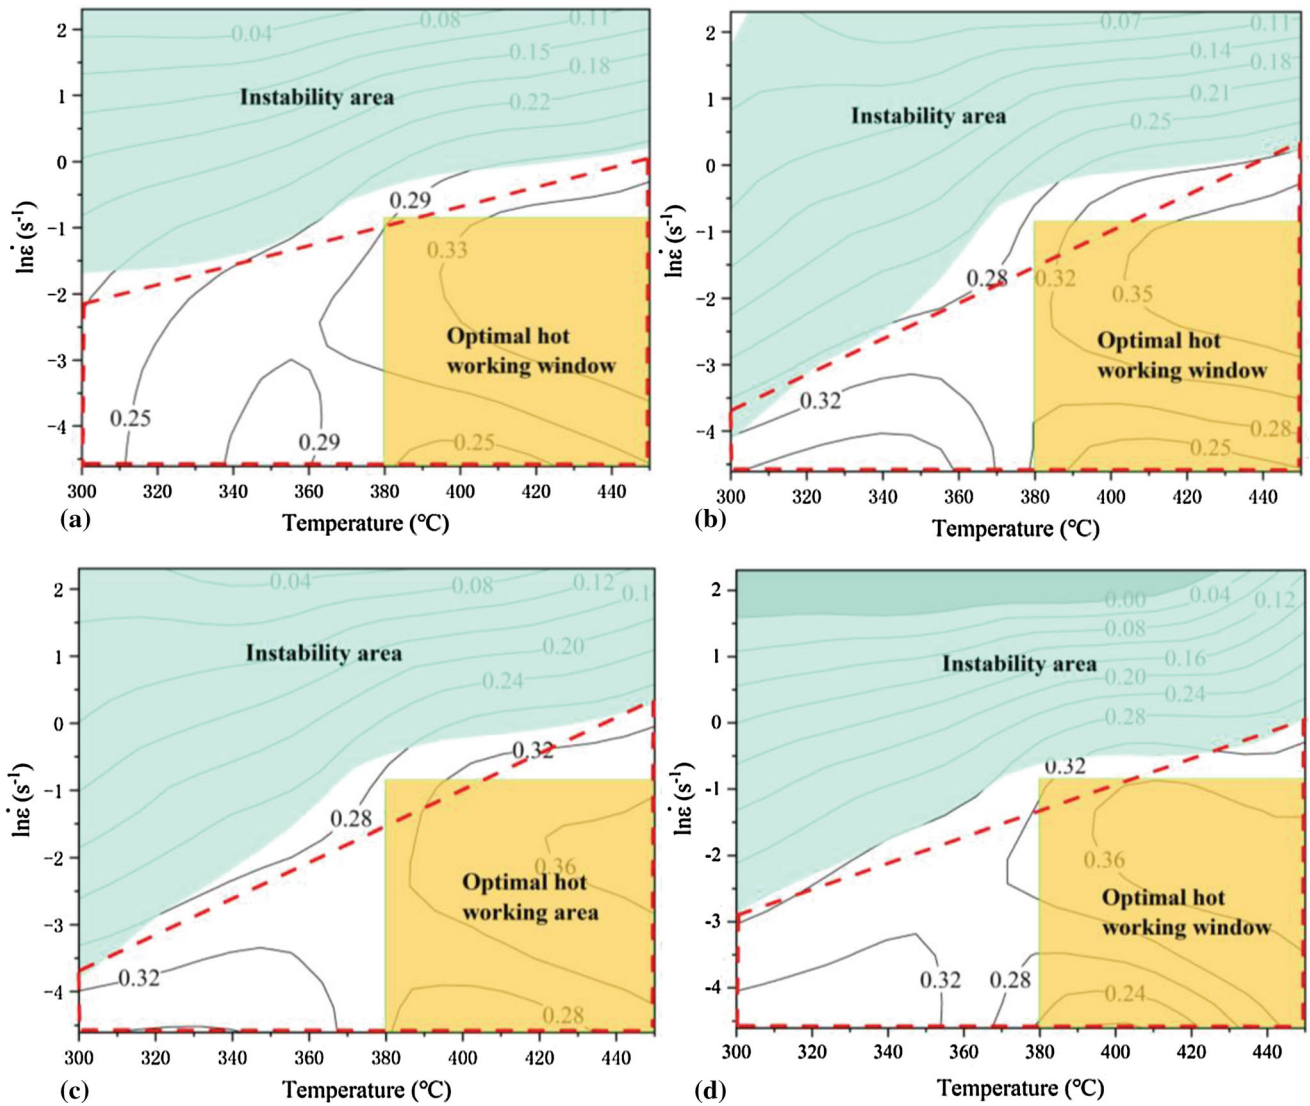 2
1
0
-1
-2
-3
-4
lnε̇ (s⁻¹)
0.04
0.08
0.11
0.15
0.18
0.22
Instability area
0.29
0.33
Optimal hot
working window
0.25
0.29
0.25
300 320 340 360 380 400 420 440
Temperature (℃)
(a)
2
1
0
-1
-2
-3
-4
lnε̇ (s⁻¹)
0.07
0.11
0.14
0.18
0.21
0.25
Instability area
0.28
0.32
0.35
Optimal hot
working window
0.32
0.28
0.25
300 320 340 360 380 400 420 440
Temperature (℃)
(b)
2
1
0
-1
-2
-3
-4
lnε̇ (s⁻¹)
0.04
0.08
0.12
0.20
0.24
Instability area
0.32
0.28
0.36
Optimal hot
working area
0.32
0.28
300 320 340 360 380 400 420 440
Temperature (℃)
(c)
2
1
0
-1
-2
-3
-4
lnε̇ (s⁻¹)
0.00
0.04
0.12
0.08
0.16
0.20
0.24
0.28
Instability area
0.32
0.36
Optimal hot
working window
0.32
0.28
0.24
300 320 340 360 380 400 420 440
Temperature (℃)
(d)